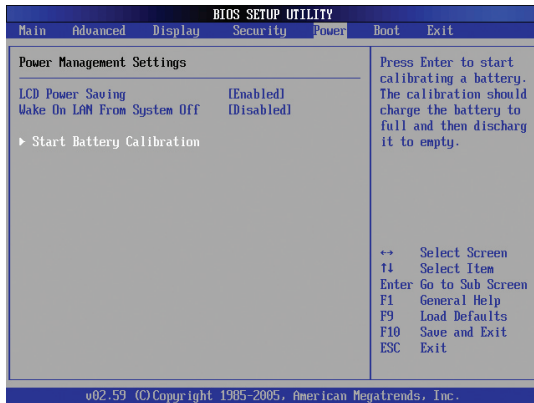 BIOS SETUP UTILITY
Main Advanced Display Security Power Boot Exit
Power Management Settings
LCD Power Saving [Enabled]
Wake On LAN From System Off [Disabled]
▶ Start Battery Calibration
Press Enter to start
calibrating a battery.
The calibration should
charge the battery to
full and then discharg
it to empty.
↔ Select Screen
↑↓ Select Item
Enter Go to Sub Screen
F1 General Help
F9 Load Defaults
F10 Save and Exit
ESC Exit
v02.59 (C)Copyright 1985-2005, American Megatrends, Inc.